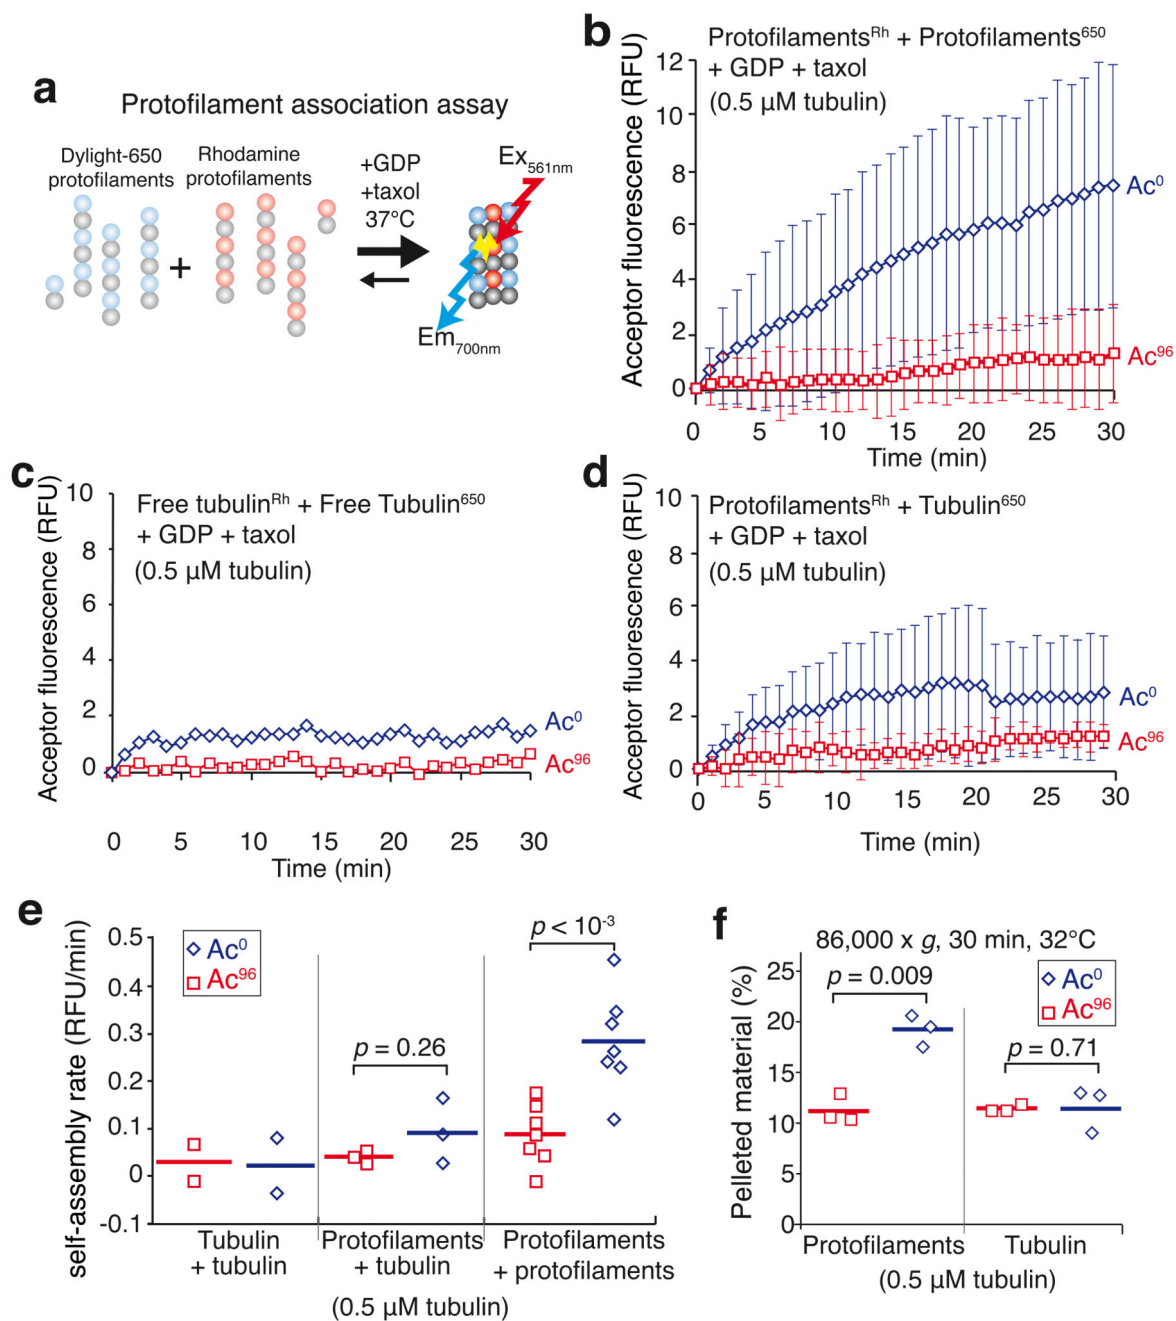 a
Protofilament association assay
Dylight-650
protofilaments
+
Rhodamine
protofilaments
+GDP
+taxol
37°C
Ex561nm
Em700nm
b
Protofilaments^Rh + Protofilaments^650
+ GDP + taxol
(0.5 µM tubulin)
Acceptor fluorescence (RFU)
12
10
8
6
4
2
0
Ac^0
Ac^96
0 5 10 15 20 25 30
Time (min)
c
Free tubulin^Rh + Free Tubulin^650
+ GDP + taxol
(0.5 µM tubulin)
Acceptor fluorescence (RFU)
10
8
6
4
2
0
Ac^0
Ac^96
0 5 10 15 20 25 30
Time (min)
d
Protofilaments^Rh + Tubulin^650
+ GDP + taxol
(0.5 µM tubulin)
Acceptor fluorescence (RFU)
10
8
6
4
2
0
Ac^0
Ac^96
0 5 10 15 20 25 30
Time (min)
e
self-assembly rate (RFU/min)
0.5
0.4
0.3
0.2
0.1
0
-0.1
Ac^0
Ac^96
p = 0.26
p < 10^-3
Tubulin
+ tubulin
Protofilaments
+ tubulin
Protofilaments
+ protofilaments
(0.5 µM tubulin)
f
86,000 x g, 30 min, 32°C
Pelleted material (%)
25
20
15
10
5
0
p = 0.009
Ac^0
Ac^96
p = 0.71
Protofilaments
Tubulin
(0.5 µM tubulin)